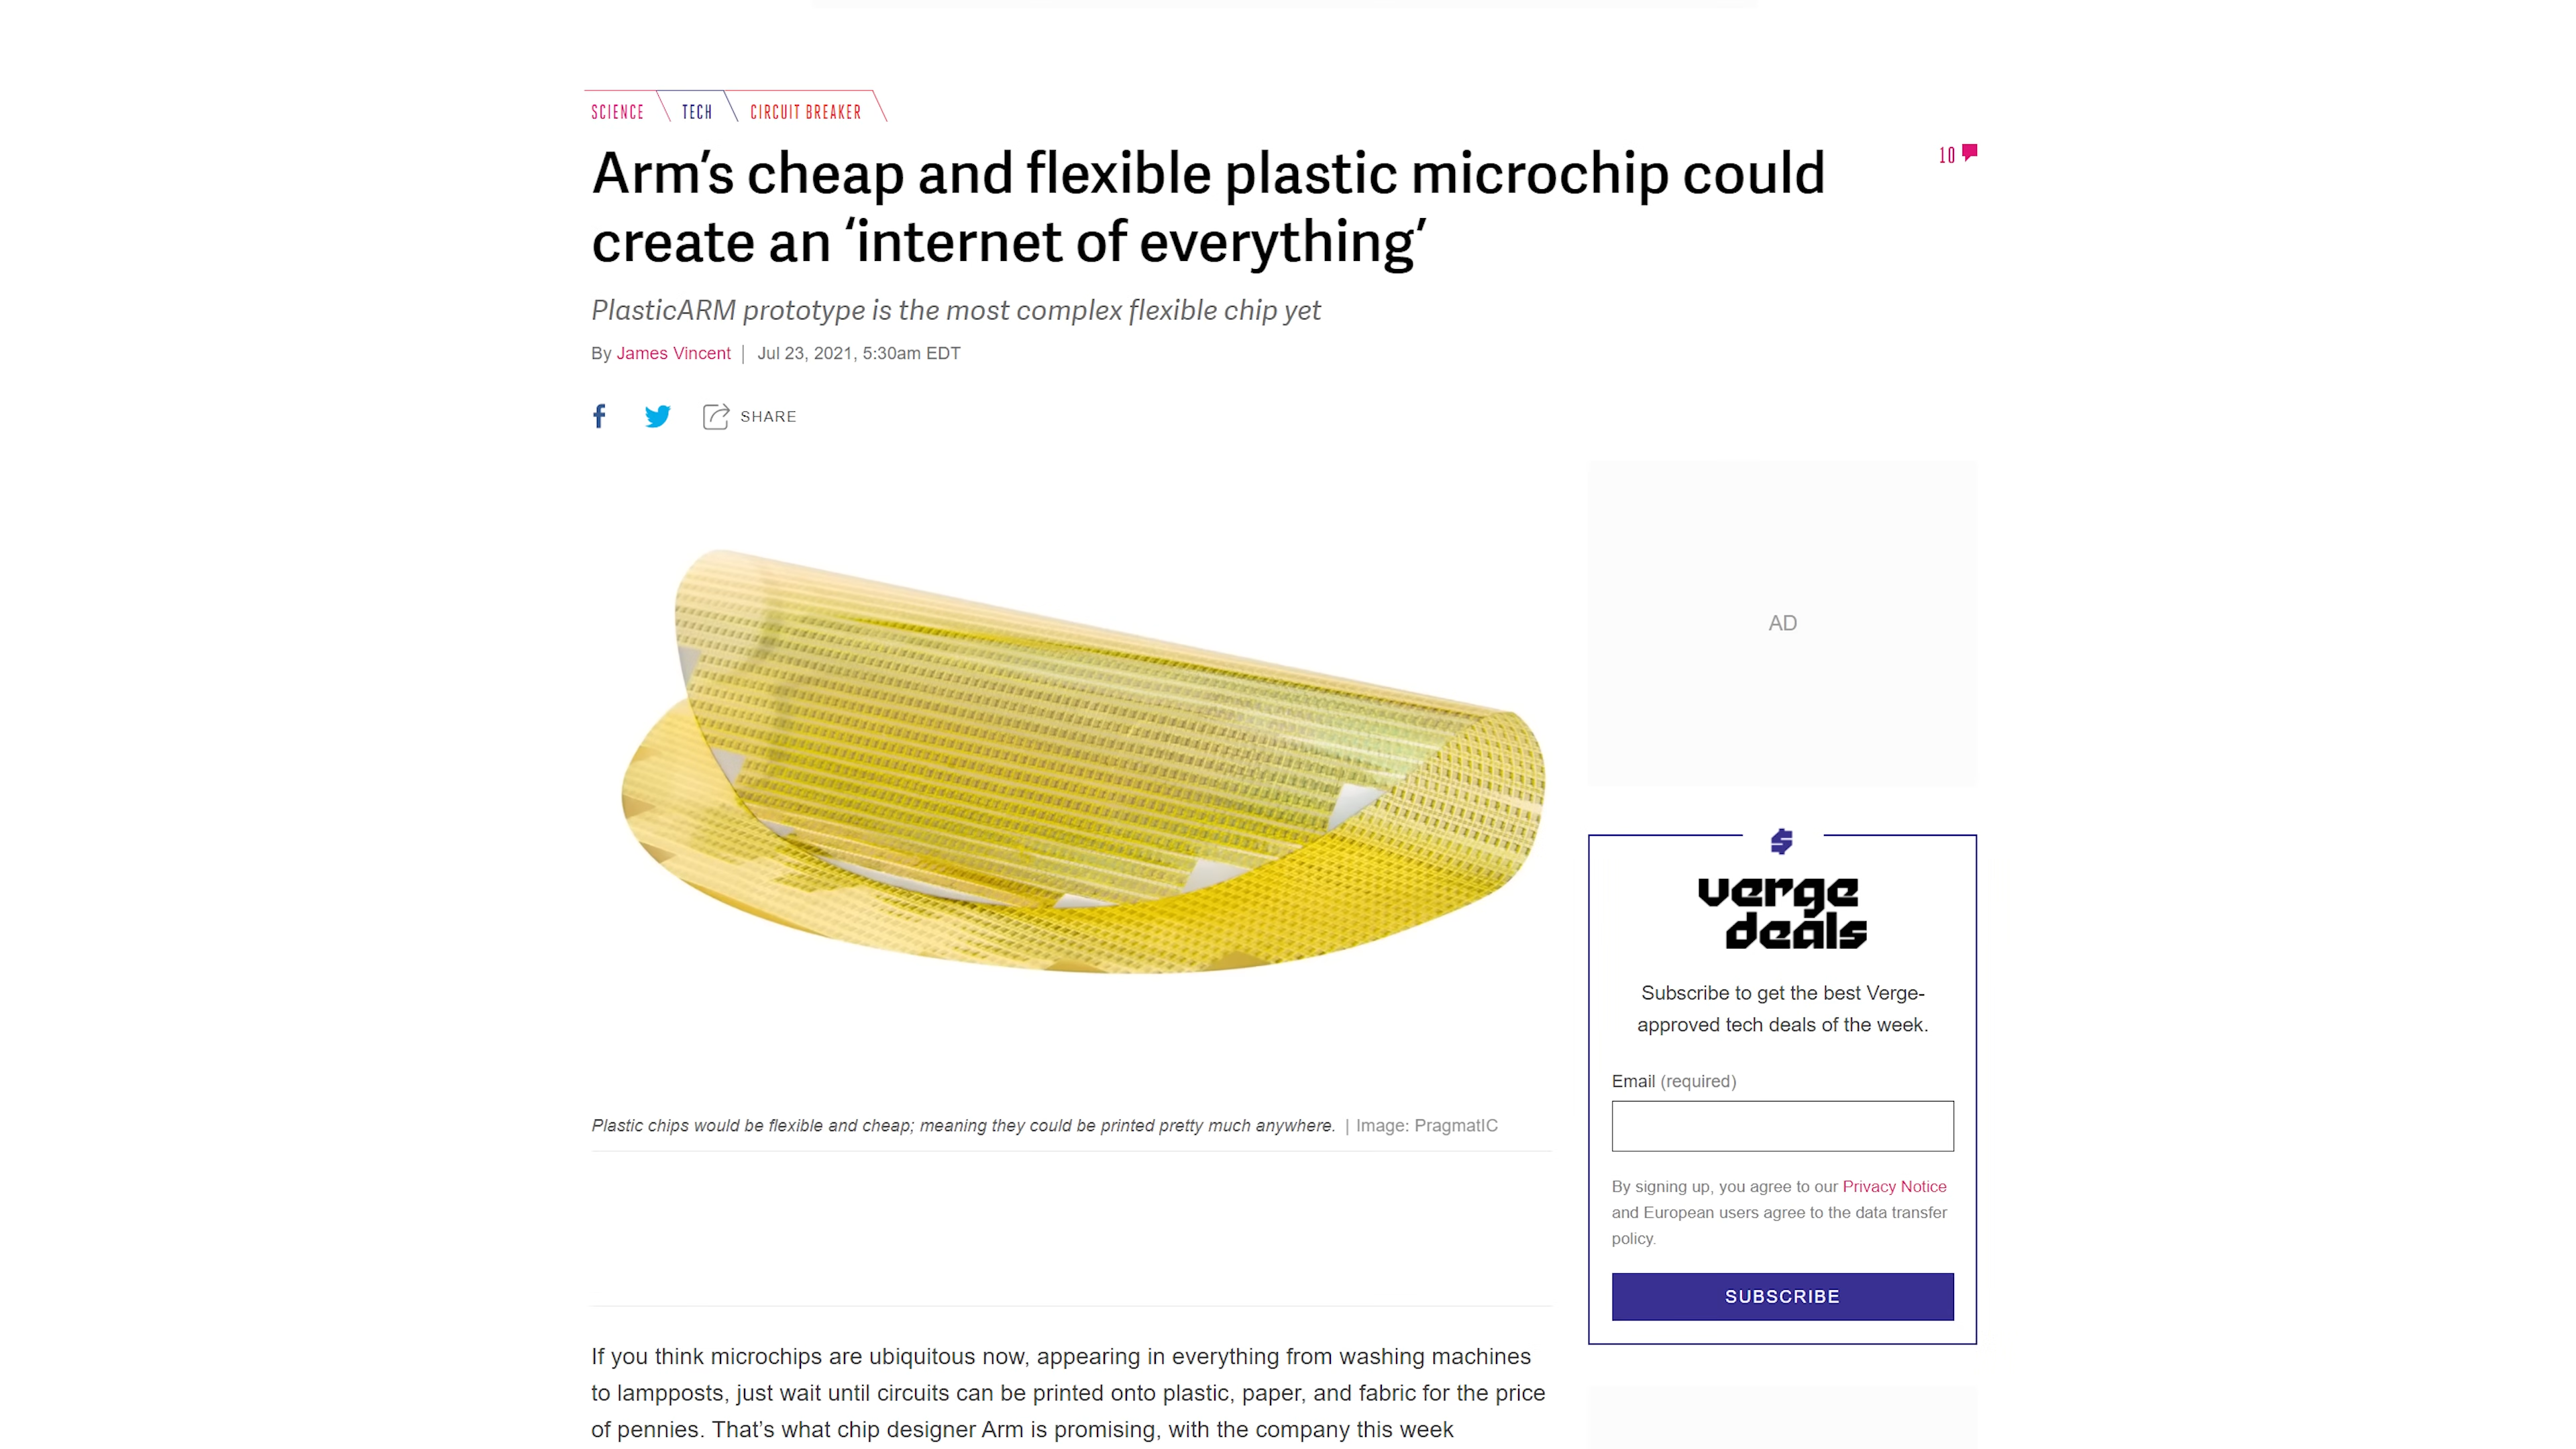 SCIENCE TECH CIRCUIT BREAKER
Arm’s cheap and flexible plastic microchip could
create an ‘internet of everything’
10
PlasticARM prototype is the most complex flexible chip yet
By James Vincent | Jul 23, 2021, 5:30am EDT
SHARE
AD
Plastic chips would be flexible and cheap; meaning they could be printed pretty much anywhere. | Image: PragmatIC
If you think microchips are ubiquitous now, appearing in everything from washing machines
to lampposts, just wait until circuits can be printed onto plastic, paper, and fabric for the price
of pennies. That’s what chip designer Arm is promising, with the company this week
verge
deals
Subscribe to get the best Verge-
approved tech deals of the week.
Email (required)
By signing up, you agree to our Privacy Notice
and European users agree to the data transfer
policy.
SUBSCRIBE